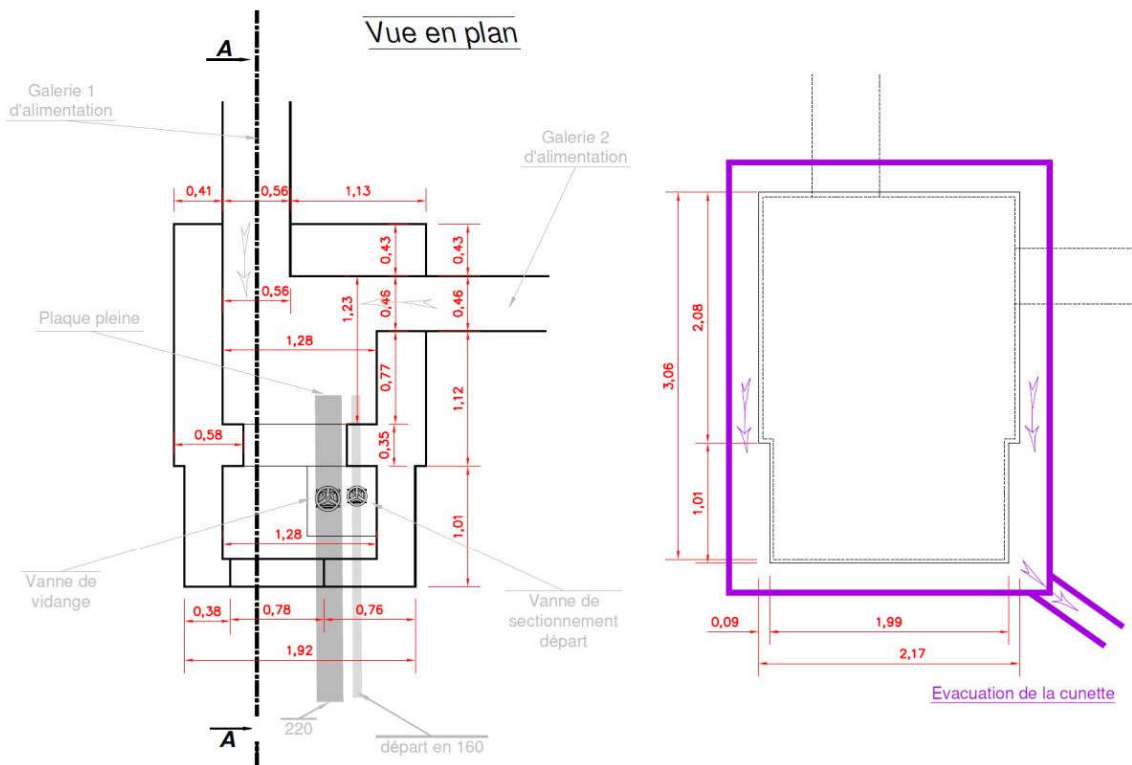 Vue en plan
A
Galerie 1
d'alimentation
Galerie 2
d'alimentation
0,41
0,56
1,13
0,43
0,43
0,56
1,23
0,46
0,46
Plaque pleine
1,28
0,77
1,12
0,58
0,35
1,28
1,01
Vanne de
vidange
Vanne de
sectionnement
départ
0,38
0,78
0,76
1,92
A
220
départ en 160
2,08
3,06
1,01
0,09
1,99
2,17
Evacuation de la cunette